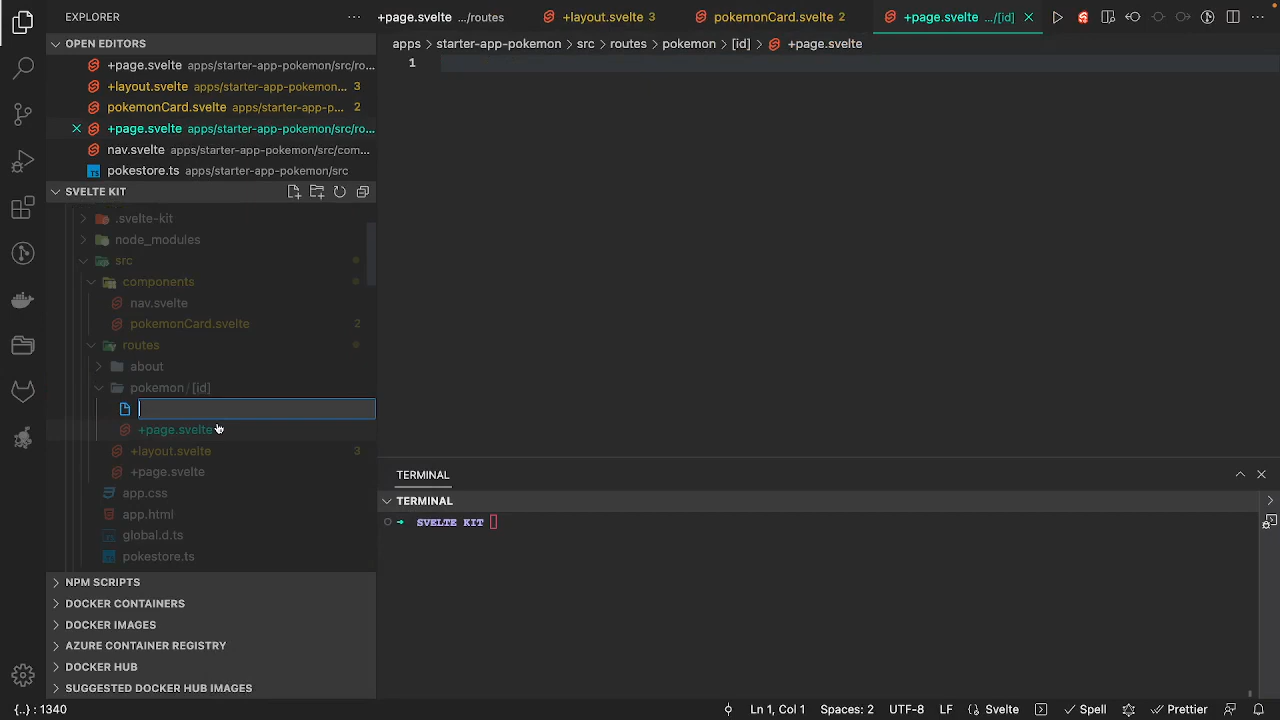 EXPLORER
OPEN EDITORS
+page.svelte apps/starter-app-pokemon/src/ro...
+layout.svelte apps/starter-app-pokemon... 3
pokemonCard.svelte apps/starter-app-p... 2
+page.svelte apps/starter-app-pokemon/src/ro...
nav.svelte apps/starter-app-pokemon/src/com...
pokestore.ts apps/starter-app-pokemon/src
SVELTE KIT
.svelte-kit
node_modules
src
components
nav.svelte
pokemonCard.svelte 2
routes
about
pokemon / [id]
+page.svelte
+layout.svelte 3
+page.svelte
app.css
app.html
global.d.ts
pokestore.ts
NPM SCRIPTS
DOCKER CONTAINERS
DOCKER IMAGES
AZURE CONTAINER REGISTRY
DOCKER HUB
SUGGESTED DOCKER HUB IMAGES
+page.svelte .../routes
+layout.svelte 3
pokemonCard.svelte 2
+page.svelte .../[id]
apps > starter-app-pokemon > src > routes > pokemon > [id] > +page.svelte
1
TERMINAL
TERMINAL
SVELTE KIT
{..} : 1340
Ln 1, Col 1
Spaces: 2
UTF-8
LF
{} Svelte
Spell
Prettier